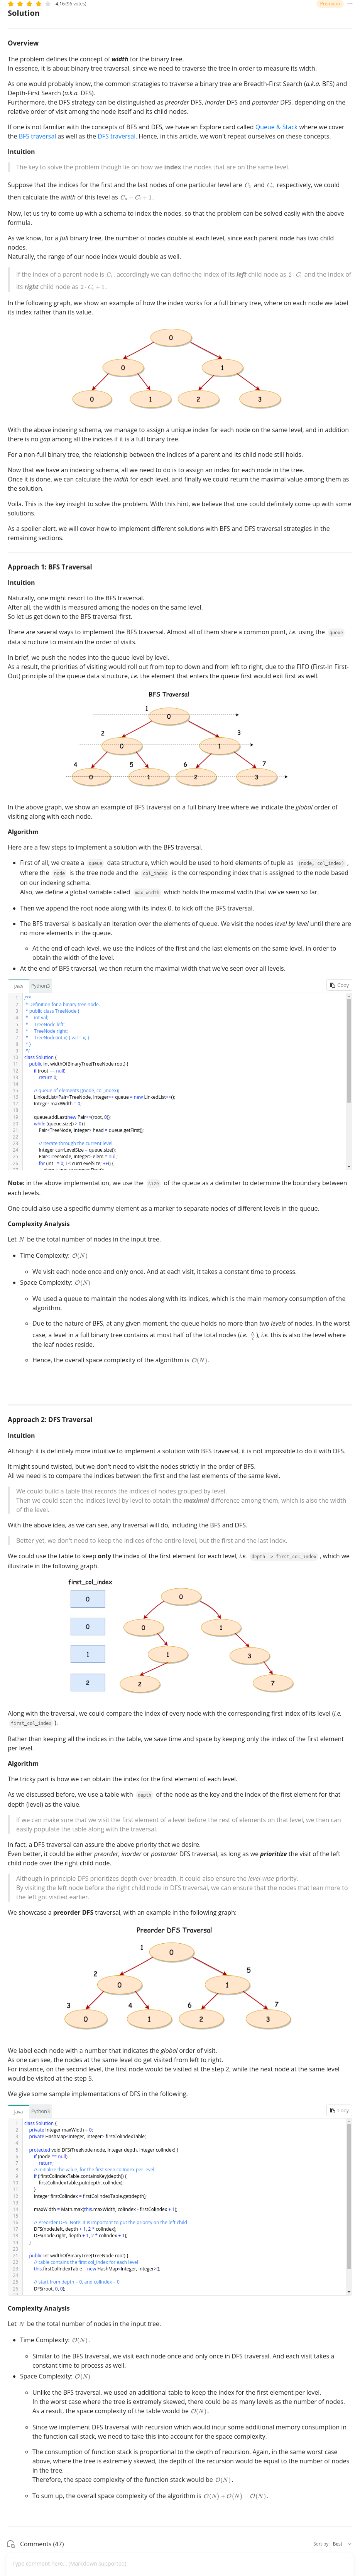 4.16 (96 votes)
Premium
Solution
Overview
The problem defines the concept of width for the binary tree.
In essence, it is about binary tree traversal, since we need to traverse the tree in order to measure its width.
As one would probably know, the common strategies to traverse a binary tree are Breadth-First Search (a.k.a. BFS) and
Depth-First Search (a.k.a. DFS).
Furthermore, the DFS strategy can be distinguished as preorder DFS, inorder DFS and postorder DFS, depending on the
relative order of visit among the node itself and its child nodes.
If one is not familiar with the concepts of BFS and DFS, we have an Explore card called Queue & Stack where we cover
the BFS traversal as well as the DFS traversal. Hence, in this article, we won't repeat ourselves on these concepts.
Intuition
The key to solve the problem though lie on how we index the nodes that are on the same level.
Suppose that the indices for the first and the last nodes of one particular level are C₁ and Cₙ respectively, we could
then calculate the width of this level as Cₙ − C₁ + 1.
Now, let us try to come up with a schema to index the nodes, so that the problem can be solved easily with the above
formula.
As we know, for a full binary tree, the number of nodes double at each level, since each parent node has two child
nodes.
Naturally, the range of our node index would double as well.
If the index of a parent node is Cᵢ, accordingly we can define the index of its left child node as 2 · Cᵢ and the index of
its right child node as 2 · Cᵢ + 1.
In the following graph, we show an example of how the index works for a full binary tree, where on each node we label
its index rather than its value.
0
0 1
0 1 2 3
With the above indexing schema, we manage to assign a unique index for each node on the same level, and in addition
there is no gap among all the indices if it is a full binary tree.
For a non-full binary tree, the relationship between the indices of a parent and its child node still holds.
Now that we have an indexing schema, all we need to do is to assign an index for each node in the tree.
Once it is done, we can calculate the width for each level, and finally we could return the maximal value among them as
the solution.
Voila. This is the key insight to solve the problem. With this hint, we believe that one could definitely come up with some
solutions.
As a spoiler alert, we will cover how to implement different solutions with BFS and DFS traversal strategies in the
remaining sections.
Approach 1: BFS Traversal
Intuition
Naturally, one might resort to the BFS traversal.
After all, the width is measured among the nodes on the same level.
So let us get down to the BFS traversal first.
There are several ways to implement the BFS traversal. Almost all of them share a common point, i.e. using the queue
data structure to maintain the order of visits.
In brief, we push the nodes into the queue level by level.
As a result, the priorities of visiting would roll out from top to down and from left to right, due to the FIFO (First-In First-
Out) principle of the queue data structure, i.e. the element that enters the queue first would exit first as well.
BFS Traversal
1 0
2 0 1 3
4 0 5 1 6 2 7 3
In the above graph, we show an example of BFS traversal on a full binary tree where we indicate the global order of
visiting along with each node.
Algorithm
Here are a few steps to implement a solution with the BFS traversal.
First of all, we create a queue data structure, which would be used to hold elements of tuple as (node, col_index),
where the node is the tree node and the col_index is the corresponding index that is assigned to the node based
on our indexing schema.
Also, we define a global variable called max_width which holds the maximal width that we've seen so far.
Then we append the root node along with its index 0, to kick off the BFS traversal.
The BFS traversal is basically an iteration over the elements of queue. We visit the nodes level by level until there are
no more elements in the queue.
At the end of each level, we use the indices of the first and the last elements on the same level, in order to
obtain the width of the level.
At the end of BFS traversal, we then return the maximal width that we've seen over all levels.
Java Python3 Copy
1 /**
2 * Definition for a binary tree node.
3 * public class TreeNode {
4 * int val;
5 * TreeNode left;
6 * TreeNode right;
7 * TreeNode(int x) { val = x; }
8 * }
9 */
10 class Solution {
11 public int widthOfBinaryTree(TreeNode root) {
12 if (root == null)
13 return 0;
14
15 // queue of elements [(node, col_index)]
16 LinkedList<Pair<TreeNode, Integer>> queue = new LinkedList<>();
17 Integer maxWidth = 0;
18
19 queue.addLast(new Pair<>(root, 0));
20 while (queue.size() > 0) {
21 Pair<TreeNode, Integer> head = queue.getFirst();
22
23 // iterate through the current level
24 Integer currLevelSize = queue.size();
25 Pair<TreeNode, Integer> elem = null;
26 for (int i = 0; i < currLevelSize; ++i) {
Note: in the above implementation, we use the size of the queue as a delimiter to determine the boundary between
each levels.
One could also use a specific dummy element as a marker to separate nodes of different levels in the queue.
Complexity Analysis
Let N be the total number of nodes in the input tree.
Time Complexity: O(N)
We visit each node once and only once. And at each visit, it takes a constant time to process.
Space Complexity: O(N)
We used a queue to maintain the nodes along with its indices, which is the main memory consumption of the
algorithm.
Due to the nature of BFS, at any given moment, the queue holds no more than two levels of nodes. In the worst
case, a level in a full binary tree contains at most half of the total nodes (i.e. N/2), i.e. this is also the level where
the leaf nodes reside.
Hence, the overall space complexity of the algorithm is O(N).
Approach 2: DFS Traversal
Intuition
Although it is definitely more intuitive to implement a solution with BFS traversal, it is not impossible to do it with DFS.
It might sound twisted, but we don't need to visit the nodes strictly in the order of BFS.
All we need is to compare the indices between the first and the last elements of the same level.
We could build a table that records the indices of nodes grouped by level.
Then we could scan the indices level by level to obtain the maximal difference among them, which is also the width
of the level.
With the above idea, as we can see, any traversal will do, including the BFS and DFS.
Better yet, we don't need to keep the indices of the entire level, but the first and the last index.
We could use the table to keep only the index of the first element for each level, i.e. depth -> first_col_index, which we
illustrate in the following graph.
first_col_index
0 0
0 0 1
1 1 3
2 2 7
Along with the traversal, we could compare the index of every node with the corresponding first index of its level (i.e.
first_col_index).
Rather than keeping all the indices in the table, we save time and space by keeping only the index of the first element
per level.
Algorithm
The tricky part is how we can obtain the index for the first element of each level.
As we discussed before, we use a table with depth of the node as the key and the index of the first element for that
depth (level) as the value.
If we can make sure that we visit the first element of a level before the rest of elements on that level, we then can
easily populate the table along with the traversal.
In fact, a DFS traversal can assure the above priority that we desire.
Even better, it could be either preorder, inorder or postorder DFS traversal, as long as we prioritize the visit of the left
child node over the right child node.
Although in principle DFS prioritizes depth over breadth, it could also ensure the level-wise priority.
By visiting the left node before the right child node in DFS traversal, we can ensure that the nodes that lean more to
the left got visited earlier.
We showcase a preorder DFS traversal, with an example in the following graph:
Preorder DFS Traversal
1 0
2 0 1 5
3 0 4 1 6 2 7 3
We label each node with a number that indicates the global order of visit.
As one can see, the nodes at the same level do get visited from left to right.
For instance, on the second level, the first node would be visited at the step 2, while the next node at the same level
would be visited at the step 5.
We give some sample implementations of DFS in the following.
Java Python3 Copy
1 class Solution {
2 private Integer maxWidth = 0;
3 private HashMap<Integer, Integer> firstColIndexTable;
4
5 protected void DFS(TreeNode node, Integer depth, Integer colIndex) {
6 if (node == null)
7 return;
8 // initialize the value, for the first seen colIndex per level
9 if (!firstColIndexTable.containsKey(depth)) {
10 firstColIndexTable.put(depth, colIndex);
11 }
12 Integer firstColIndex = firstColIndexTable.get(depth);
13
14 maxWidth = Math.max(this.maxWidth, colIndex - firstColIndex + 1);
15
16 // Preorder DFS. Note: it is important to put the priority on the left child
17 DFS(node.left, depth + 1, 2 * colIndex);
18 DFS(node.right, depth + 1, 2 * colIndex + 1);
19 }
20
21 public int widthOfBinaryTree(TreeNode root) {
22 // table contains the first col_index for each level
23 this.firstColIndexTable = new HashMap<Integer, Integer>();
24
25 // start from depth = 0, and colIndex = 0
26 DFS(root, 0, 0);
Complexity Analysis
Let N be the total number of nodes in the input tree.
Time Complexity: O(N).
Similar to the BFS traversal, we visit each node once and only once in DFS traversal. And each visit takes a
constant time to process as well.
Space Complexity: O(N)
Unlike the BFS traversal, we used an additional table to keep the index for the first element per level.
In the worst case where the tree is extremely skewed, there could be as many levels as the number of nodes.
As a result, the space complexity of the table would be O(N).
Since we implement DFS traversal with recursion which would incur some additional memory consumption in
the function call stack, we need to take this into account for the space complexity.
The consumption of function stack is proportional to the depth of recursion. Again, in the same worst case
above, where the tree is extremely skewed, the depth of the recursion would be equal to the number of nodes
in the tree.
Therefore, the space complexity of the function stack would be O(N).
To sum up, the overall space complexity of the algorithm is O(N) + O(N) = O(N).
Comments (47)
Sort by: Best
Type comment here... (Markdown supported)